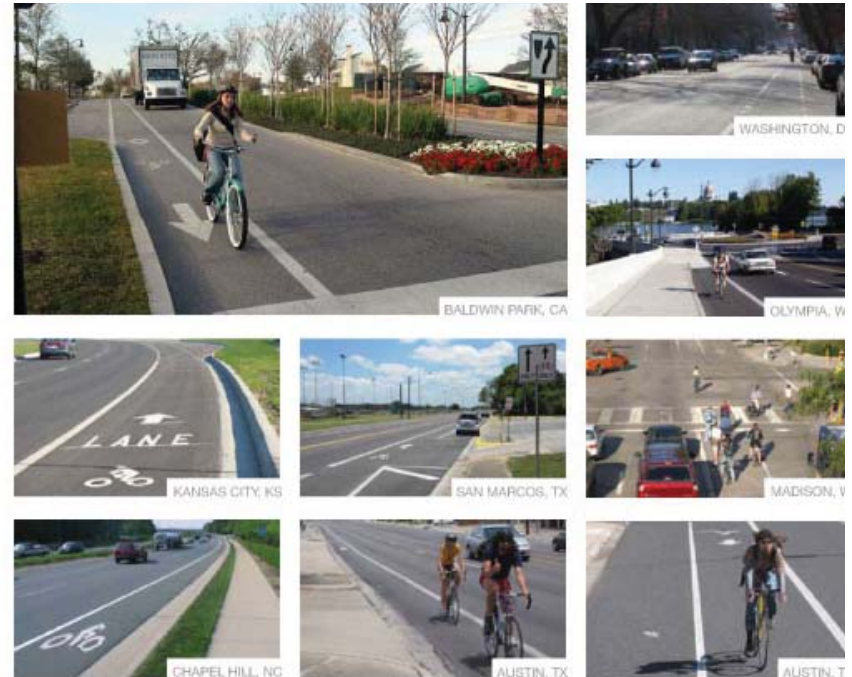 WASHINGTON, D
BALDWIN PARK, CA
OLYMPIA, W
LANE
KANSAS CITY, KS
SAN MARCOS, TX
MADISON, W
CHAPEL HILL, NC
AUSTIN, TX
AUSTIN, T